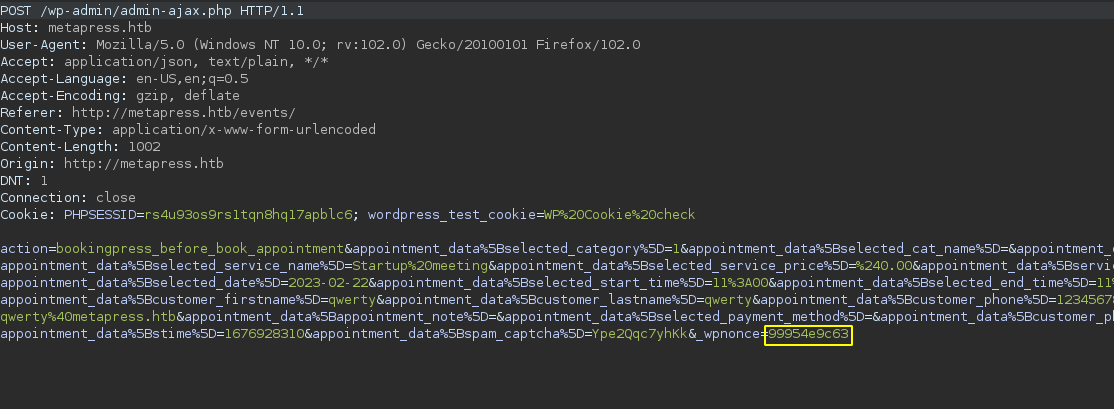 POST /wp-admin/admin-ajax.php HTTP/1.1
Host: metapress.htb
User-Agent: Mozilla/5.0 (Windows NT 10.0; rv:102.0) Gecko/20100101 Firefox/102.0
Accept: application/json, text/plain, */*
Accept-Language: en-US,en;q=0.5
Accept-Encoding: gzip, deflate
Referer: http://metapress.htb/events/
Content-Type: application/x-www-form-urlencoded
Content-Length: 1002
Origin: http://metapress.htb
DNT: 1
Connection: close
Cookie: PHPSESSID=rs4u93os9rs1tqn8hq17apblc6; wordpress_test_cookie=WP%20Cookie%20check
action=bookingpress_before_book_appointment&appointment_data%5Bselected_category%5D=1&appointment_data%5Bselected_cat_name%5D=&appointment_
appointment_data%5Bselected_service_name%5D=Startup%20meeting&appointment_data%5Bselected_service_price%5D=%240.00&appointment_data%5Bservi
appointment_data%5Bselected_date%5D=2023-02-22&appointment_data%5Bselected_start_time%5D=11%3A00&appointment_data%5Bselected_end_time%5D=11
appointment_data%5Bcustomer_firstname%5D=qwerty&appointment_data%5Bcustomer_lastname%5D=qwerty&appointment_data%5Bcustomer_phone%5D=12345678
qwerty%40metapress.htb&appointment_data%5Bappointment_note%5D=&appointment_data%5Bselected_payment_method%5D=&appointment_data%5Bcustomer_p
appointment_data%5Bstime%5D=1676928310&appointment_data%5Bspam_captcha%5D=Ype2Qqc7yhKk&_wpnonce=99954e9c63